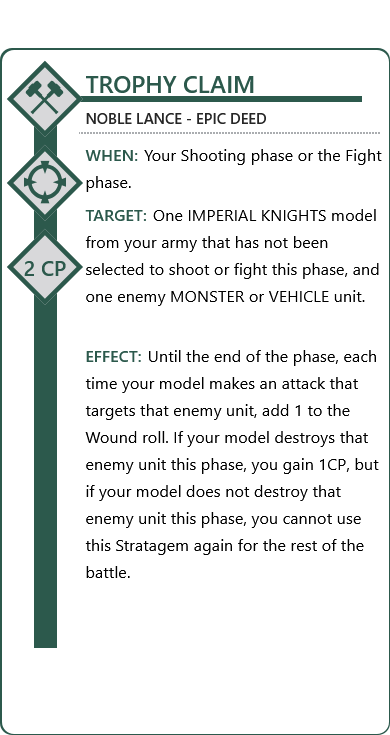 TROPHY CLAIM
NOBLE LANCE - EPIC DEED
WHEN: Your Shooting phase or the Fight
phase.
TARGET: One IMPERIAL KNIGHTS model
from your army that has not been
selected to shoot or fight this phase, and
2 CP
one enemy MONSTER or VEHICLE unit.
EFFECT: Until the end of the phase, each
time your model makes an attack that
targets that enemy unit, add 1 to the
Wound roll. If your model destroys that
enemy unit this phase, you gain 1CP, but
if your model does not destroy that
enemy unit this phase, you cannot use
this Stratagem again for the rest of the
battle.